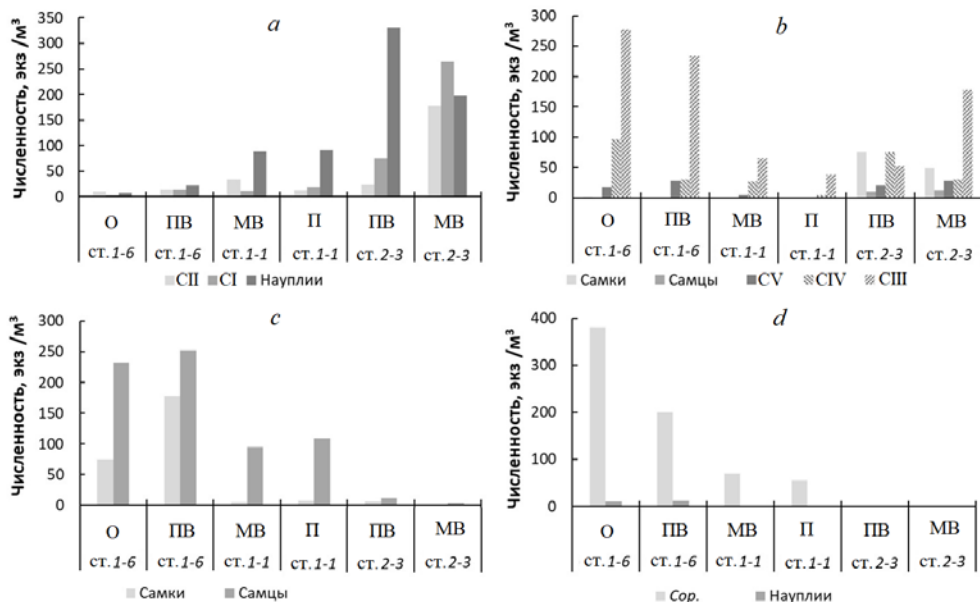 a
Численность, экз /м³
350
300
250
200
150
100
50
0
О ПВ МВ П ПВ МВ
ст.1-6 ст.1-6 ст.1-1 ст.1-1 ст.2-3 ст.2-3
CII CI Науплии
b
Численность, экз /м³
300
250
200
150
100
50
0
О ПВ МВ П ПВ МВ
ст.1-6 ст.1-6 ст.1-1 ст.1-1 ст.2-3 ст.2-3
Самки Самцы CV CIV CIII
c
Численность, экз /м³
300
250
200
150
100
50
0
О ПВ МВ П ПВ МВ
ст.1-6 ст.1-6 ст.1-1 ст.1-1 ст.2-3 ст.2-3
Самки Самцы
d
Численность, экз /м³
400
300
200
100
0
О ПВ МВ П ПВ МВ
ст.1-6 ст.1-6 ст.1-1 ст.1-1 ст.2-3 ст.2-3
Cop. Науплии